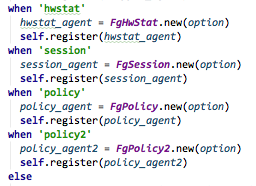 when 'hwstat'
hwstat_agent = FgHwStat.new(option)
self.register(hwstat_agent)
when 'session'
session_agent = FgSession.new(option)
self.register(session_agent)
when 'policy'
policy_agent = FgPolicy.new(option)
self.register(policy_agent)
when 'policy2'
policy_agent2 = FgPolicy2.new(option)
self.register(policy_agent2)
else